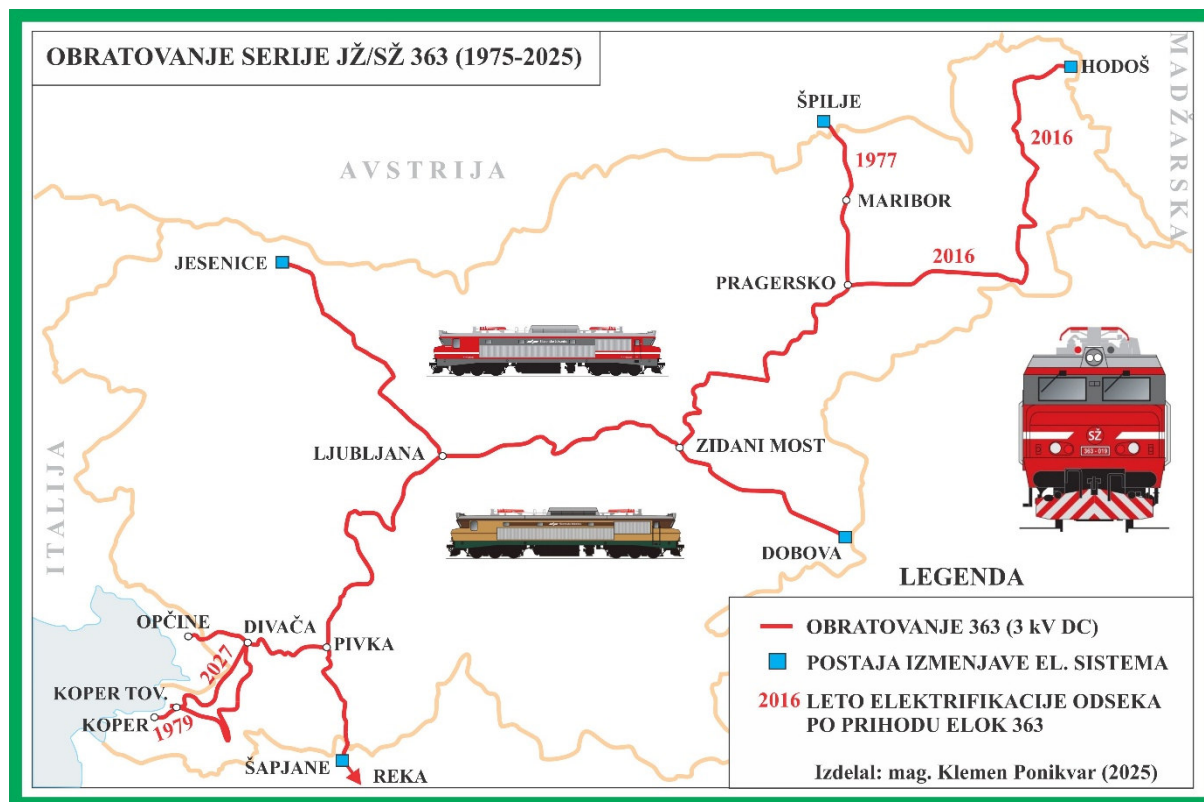 OBRATOVANJE SERIJE JŽ/SŽ 363 (1975-2025)
MADŽARSKA
HODOŠ
ŠPILJE
2016
AVSTRIJA
1977
MARIBOR
JESENICE
2016
PRAGERSKO
LJUBLJANA
ZIDANI MOST
SŽ
363 - 019
ITALIJA
DOBOVA
OPČINE
DIVAČA
PIVKA
2027
KOPER TOV.
KOPER
1979
ŠAPJANE
REKA
LEGENDA
OBRATOVANJE 363 (3 kV DC)
POSTAJA IZMENJAVE EL. SISTEMA
2016 LETO ELEKTRIFIKACIJE ODSEKA
PO PRIHODU ELOK 363
Izdelal: mag. Klemen Ponikvar (2025)